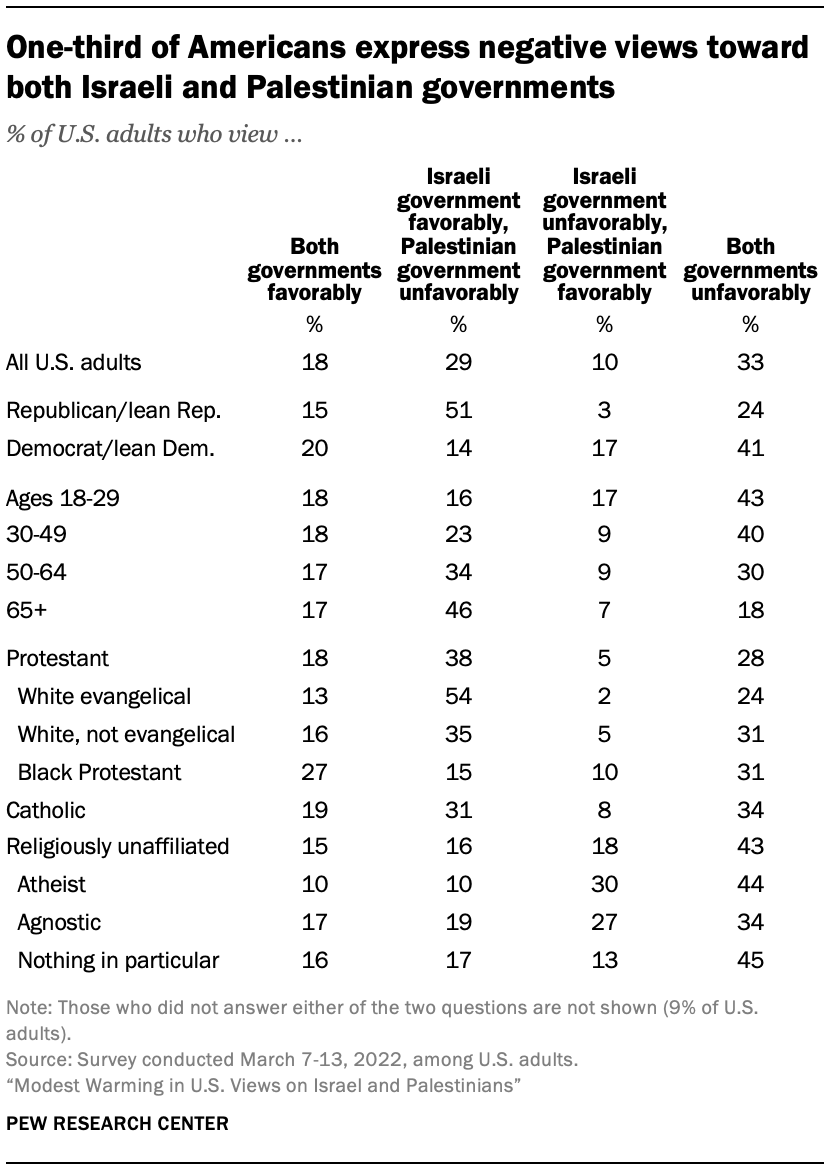 One-third of Americans express negative views toward
both Israeli and Palestinian governments
% of U.S. adults who view ...
Both
governments
favorably
Israeli
government
favorably,
Palestinian
government
unfavorably
Israeli
government
unfavorably,
Palestinian
government
favorably
Both
governments
unfavorably
% % % %
All U.S. adults 18 29 10 33
Republican/lean Rep. 15 51 3 24
Democrat/lean Dem. 20 14 17 41
Ages 18-29 18 16 17 43
30-49 18 23 9 40
50-64 17 34 9 30
65+ 17 46 7 18
Protestant 18 38 5 28
White evangelical 13 54 2 24
White, not evangelical 16 35 5 31
Black Protestant 27 15 10 31
Catholic 19 31 8 34
Religiously unaffiliated 15 16 18 43
Atheist 10 10 30 44
Agnostic 17 19 27 34
Nothing in particular 16 17 13 45
Note: Those who did not answer either of the two questions are not shown (9% of U.S.
adults).
Source: Survey conducted March 7-13, 2022, among U.S. adults.
“Modest Warming in U.S. Views on Israel and Palestinians”
PEW RESEARCH CENTER